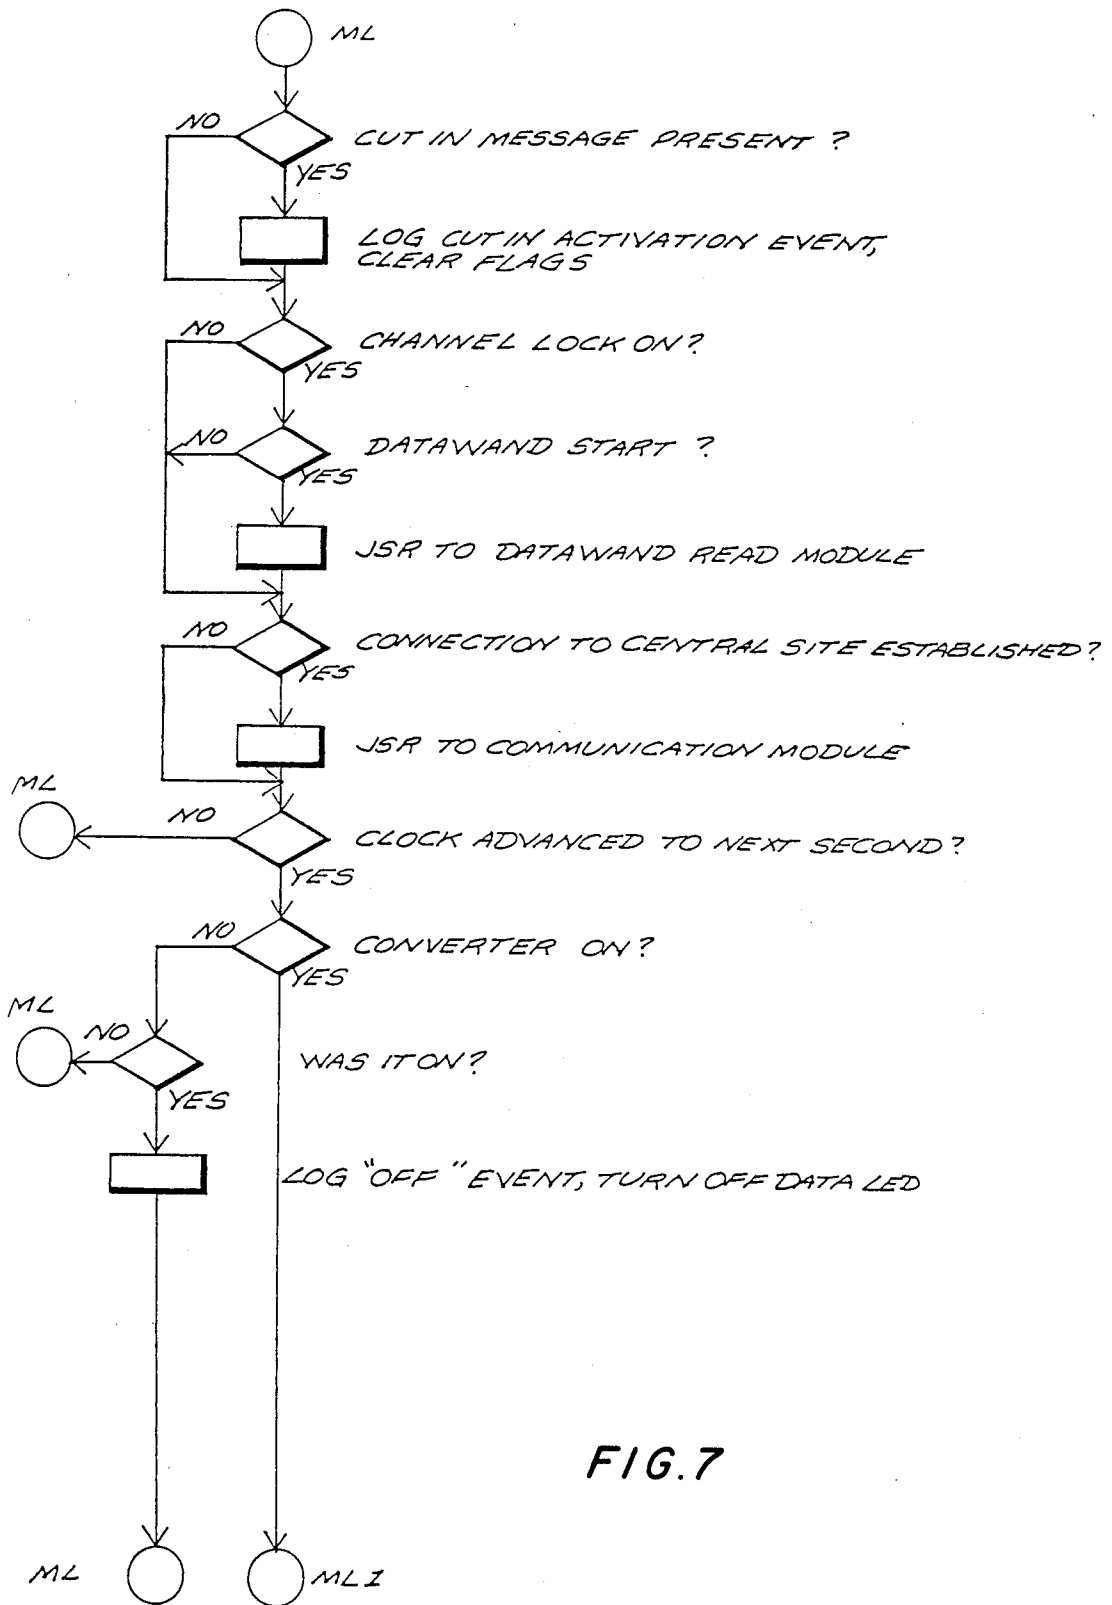 ML
NO
CUT IN MESSAGE PRESENT ?
YES
LOG CUT IN ACTIVATION EVENT,
CLEAR FLAGS
NO
CHANNEL LOCK ON?
YES
NO
DATAWAND START ?
YES
JSR TO DATAWAND READ MODULE
NO
CONNECTION TO CENTRAL SITE ESTABLISHED?
YES
JSR TO COMMUNICATION MODULE
ML
NO
CLOCK ADVANCED TO NEXT SECOND?
YES
NO
CONVERTER ON?
YES
ML
NO
WAS IT ON?
YES
LOG "OFF" EVENT, TURN OFF DATA LED
FIG.7
ML
ML1